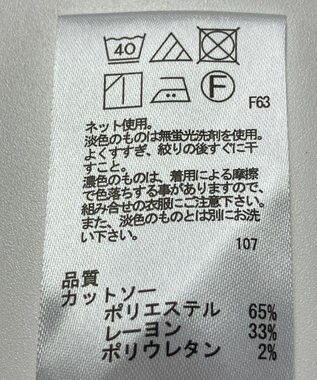 40
F
F63
ネット使用。
淡色のものは無蛍光洗剤を使用。
よくすすぎ、絞りの後すぐに干
すこと。
濃色のものは、着用による摩擦
で色落ちする事がありますので、
組み合せの衣服にご注意下さい。
また、淡色のものとは別にお洗
い下さい。
107
品質
カットソー
ポリエステル 65%
レーヨン 33%
ポリウレタン 2%